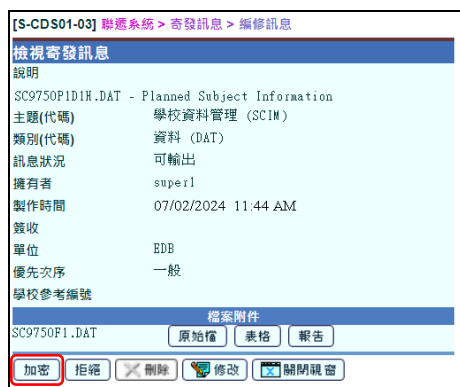 [S-CDS01-03] 聯遞系統 > 寄發訊息 > 編修訊息
檢視寄發訊息
說明
SC9750P1D1H.DAT - Planned Subject Information
主題(代碼) 學校資料管理 (SCIM)
類別(代碼) 資料 (DAT)
訊息狀況 可輸出
擁有者 super1
製作時間 07/02/2024 11:44 AM
簽收
單位 EDB
優先次序 一般
學校參考編號
檔案附件
SC9750F1.DAT 原始檔 表格 報告
加密 拒絕 刪除 修改 關閉視窗